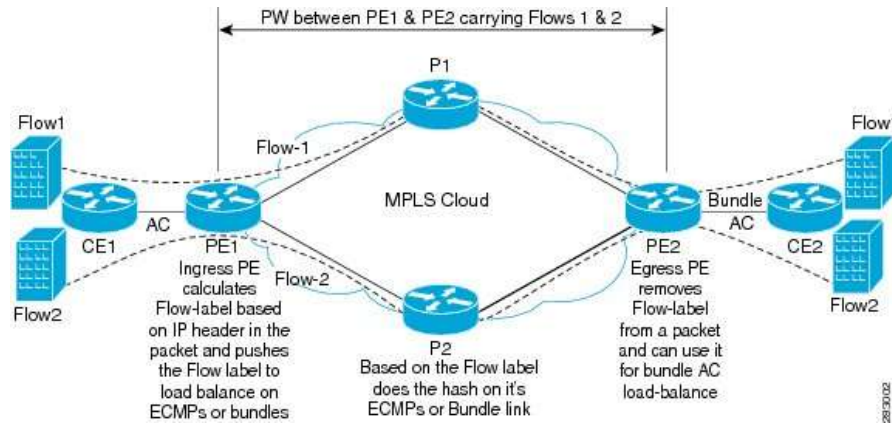 PW between PE1 & PE2 carrying Flows 1 & 2
P1
Flow1
Flow-1
Flow
MPLS Cloud
Bundle
AC
AC
CE1
PE1
PE2
CE2
Flow2
Flow-2
Flow2
Ingress PE
calculates
Flow-label based
on IP header in the
packet and pushes
the Flow label to
load balance on
ECMPs or bundles
P2
Based on the Flow label
does the hash on it's
ECMPs or Bundle link
Egress PE
removes
Flow-label
from a packet
and can use it
for bundle AC
load-balance